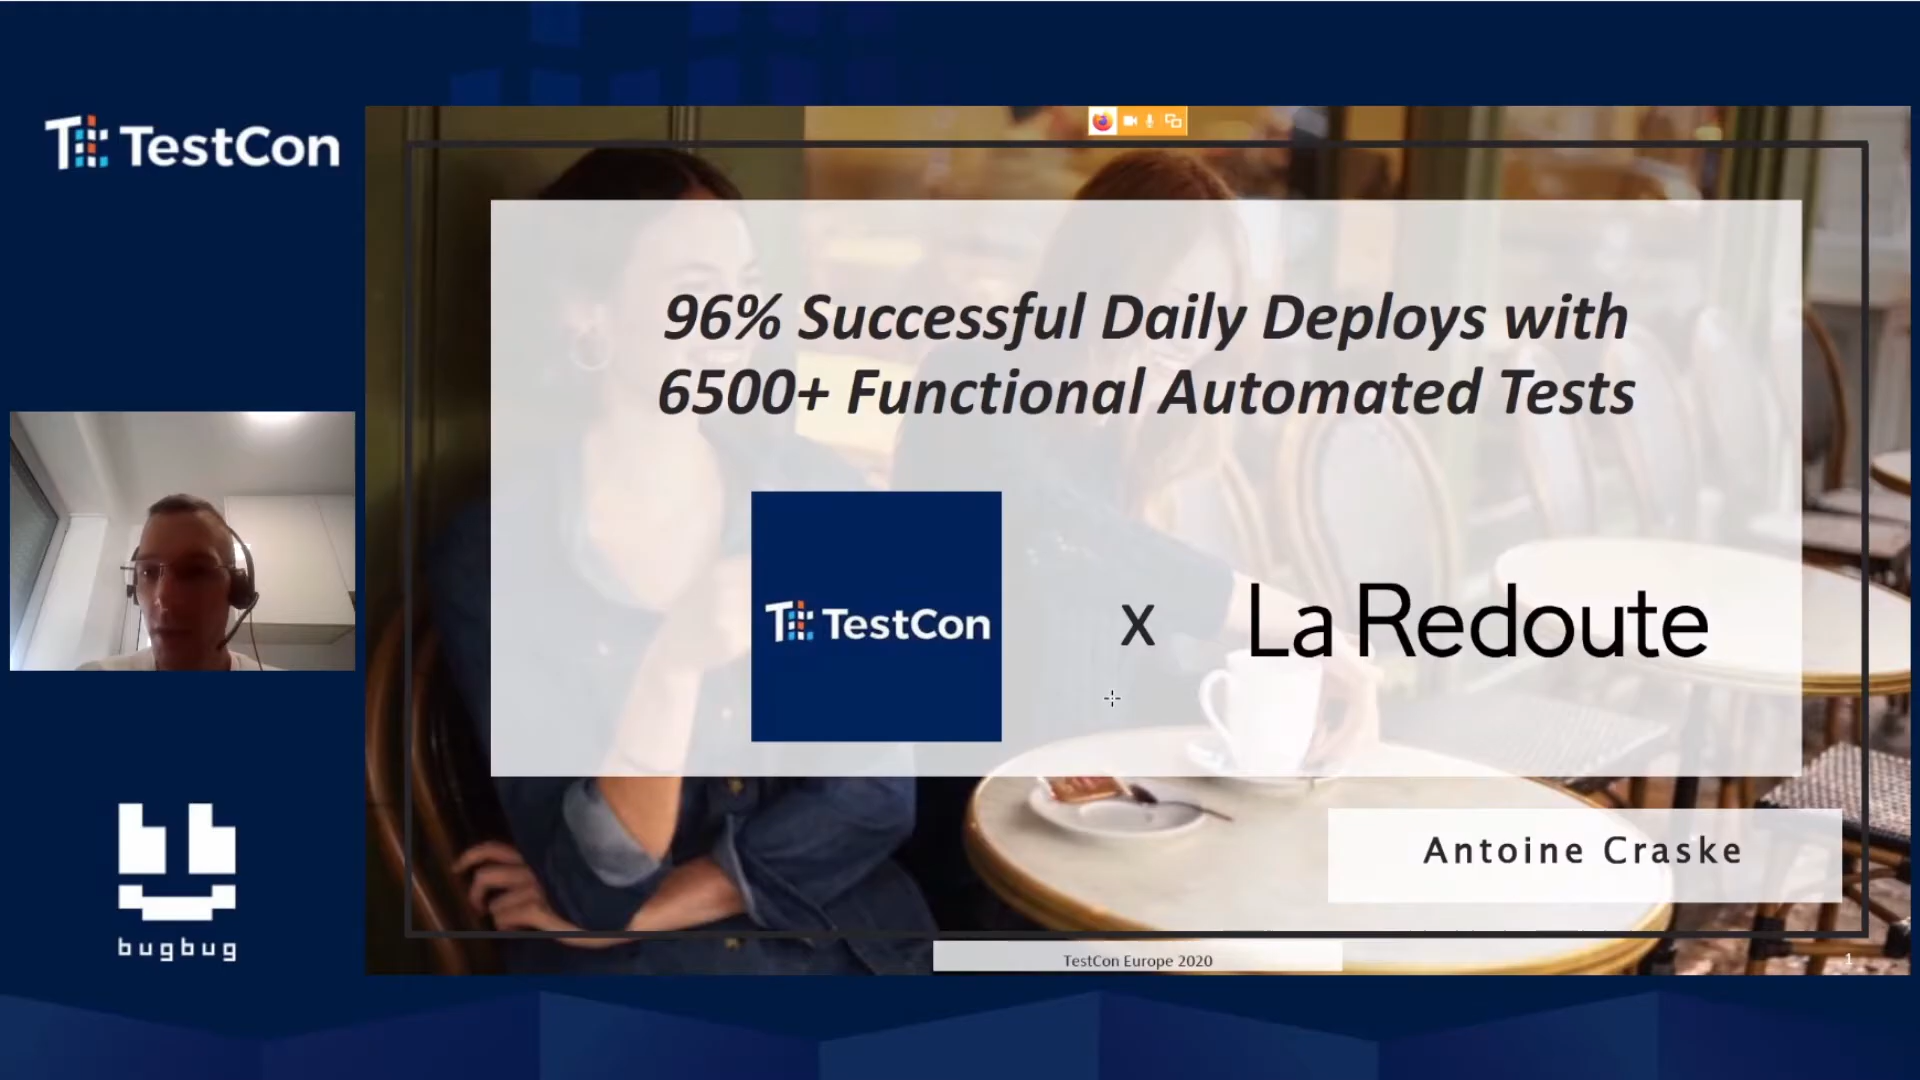 TestCon
96% Successful Daily Deploys with
6500+ Functional Automated Tests
TestCon
x
La Redoute
Antoine Craske
bugbug
TestCon Europe 2020
1